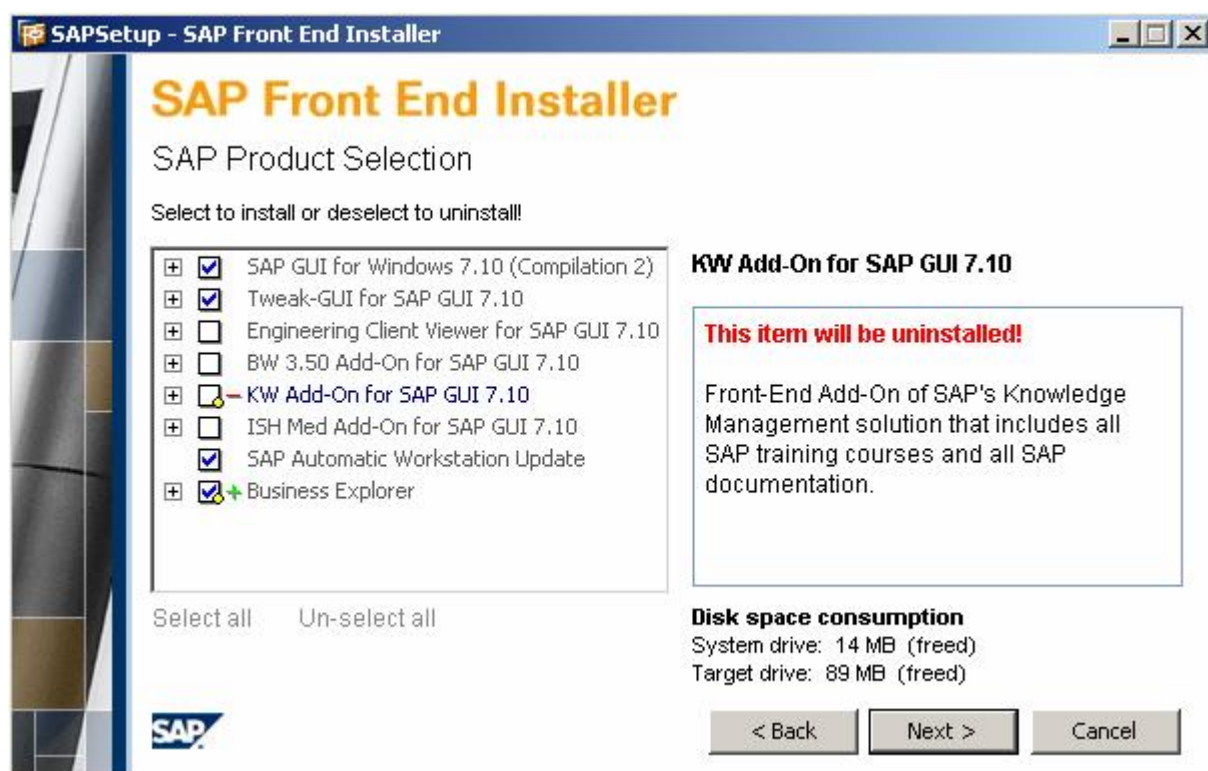 SAPSetup - SAP Front End Installer
SAP Front End Installer
SAP Product Selection
Select to install or deselect to uninstall!
SAP GUI for Windows 7.10 (Compilation 2)
Tweak-GUI for SAP GUI 7.10
Engineering Client Viewer for SAP GUI 7.10
BW 3.50 Add-On for SAP GUI 7.10
KW Add-On for SAP GUI 7.10
ISH Med Add-On for SAP GUI 7.10
SAP Automatic Workstation Update
Business Explorer
Select all Un-select all
KW Add-On for SAP GUI 7.10
This item will be uninstalled!
Front-End Add-On of SAP's Knowledge
Management solution that includes all
SAP training courses and all SAP
documentation.
Disk space consumption
System drive: 14 MB (freed)
Target drive: 89 MB (freed)
SAP
< Back Next > Cancel